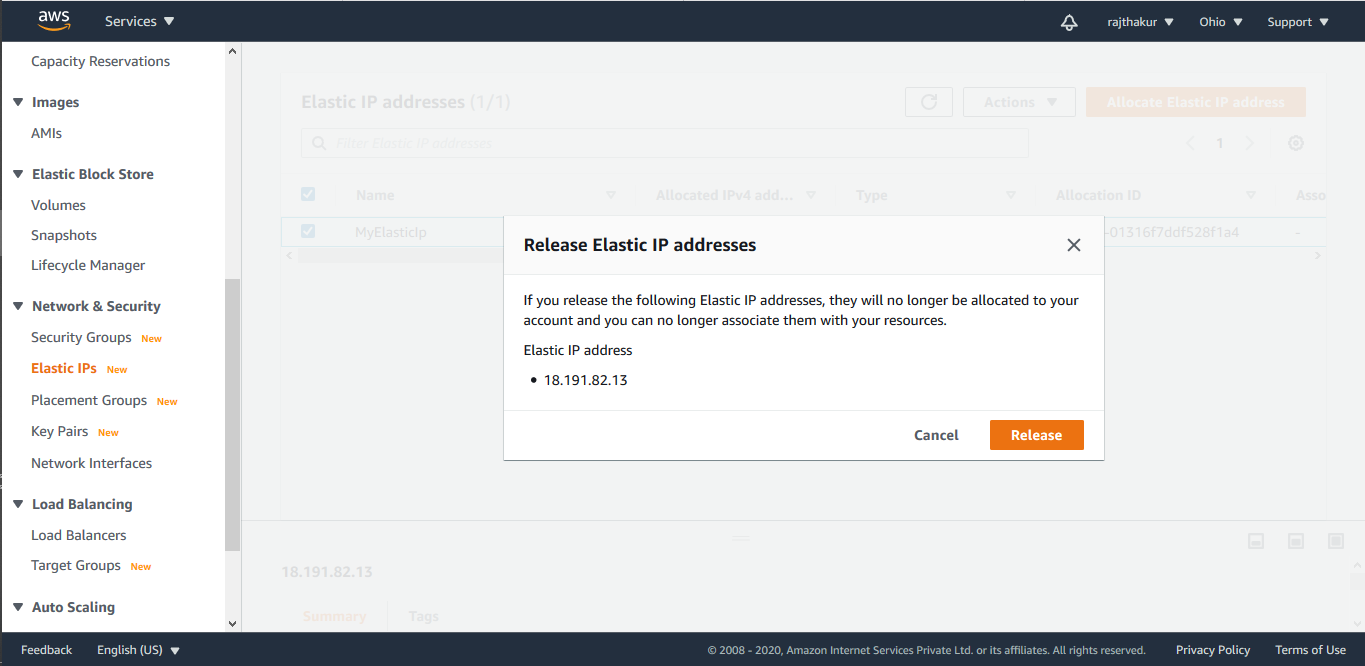 aws
Services
rajthakur
Ohio
Support
Capacity Reservations
Images
AMIs
Elastic Block Store
Volumes
Snapshots
Lifecycle Manager
Network & Security
Security Groups New
Elastic IPs New
Placement Groups New
Key Pairs New
Network Interfaces
Load Balancing
Load Balancers
Target Groups New
Auto Scaling
Elastic IP addresses (1/1)
Actions
Allocate Elastic IP address
Filter Elastic IP addresses
1
Name
Allocated IPv4 add...
Type
Allocation ID
Asso
MyElasticIp
-01316f7ddf528f1a4
-
Release Elastic IP addresses
If you release the following Elastic IP addresses, they will no longer be allocated to your
account and you can no longer associate them with your resources.
Elastic IP address
• 18.191.82.13
Cancel
Release
18.191.82.13
Summary
Tags
Feedback
English (US)
© 2008 - 2020, Amazon Internet Services Private Ltd. or its affiliates. All rights reserved.
Privacy Policy
Terms of Use